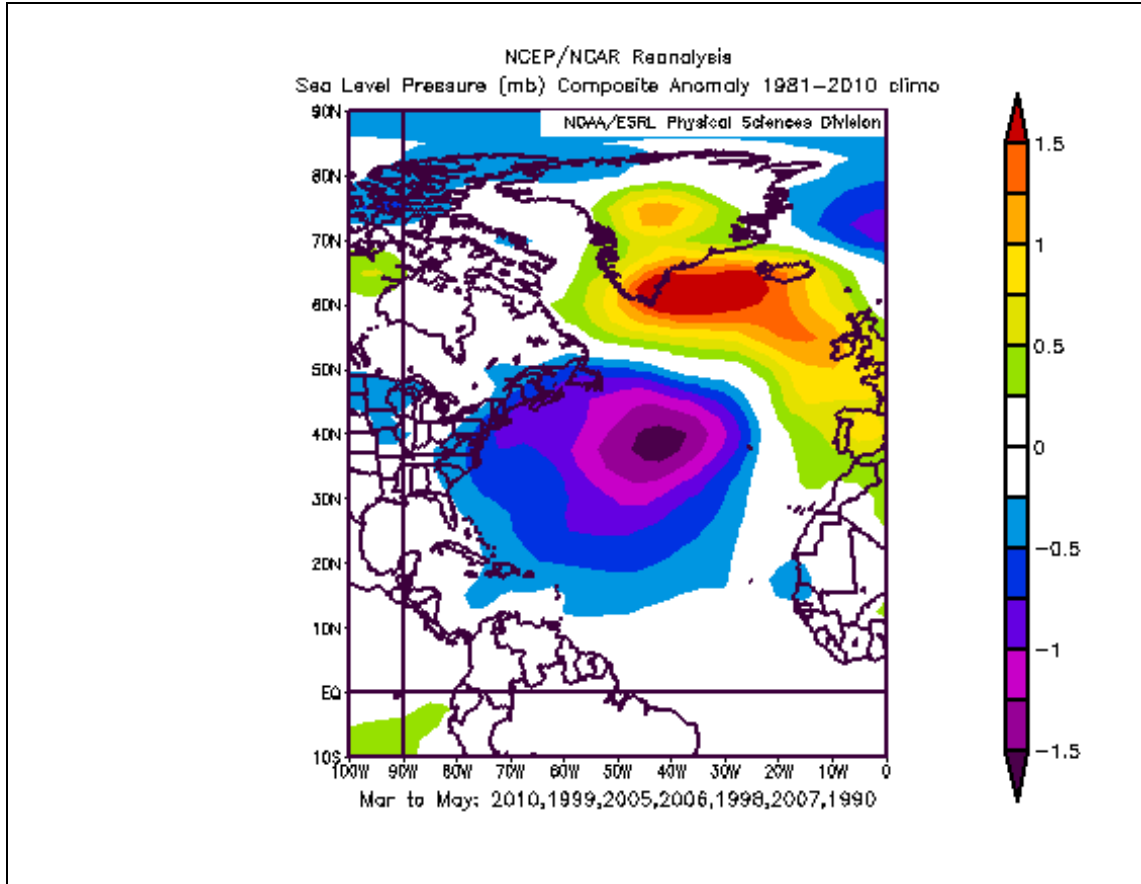 NCEP/NCAR Reanalysis
Sea Level Pressure (mb) Composite Anomaly 1981-2010 climo
NOAA/ESRL Physical Sciences Division
90N
80N
70N
60N
50N
40N
30N
20N
10N
EQ
10S
100W 90W 80W 70W 60W 50W 40W 30W 20W 10W 0
Mar to May: 2010,1999,2005,2006,1998,2007,1990
1.5
1
0.5
0
-0.5
-1
-1.5